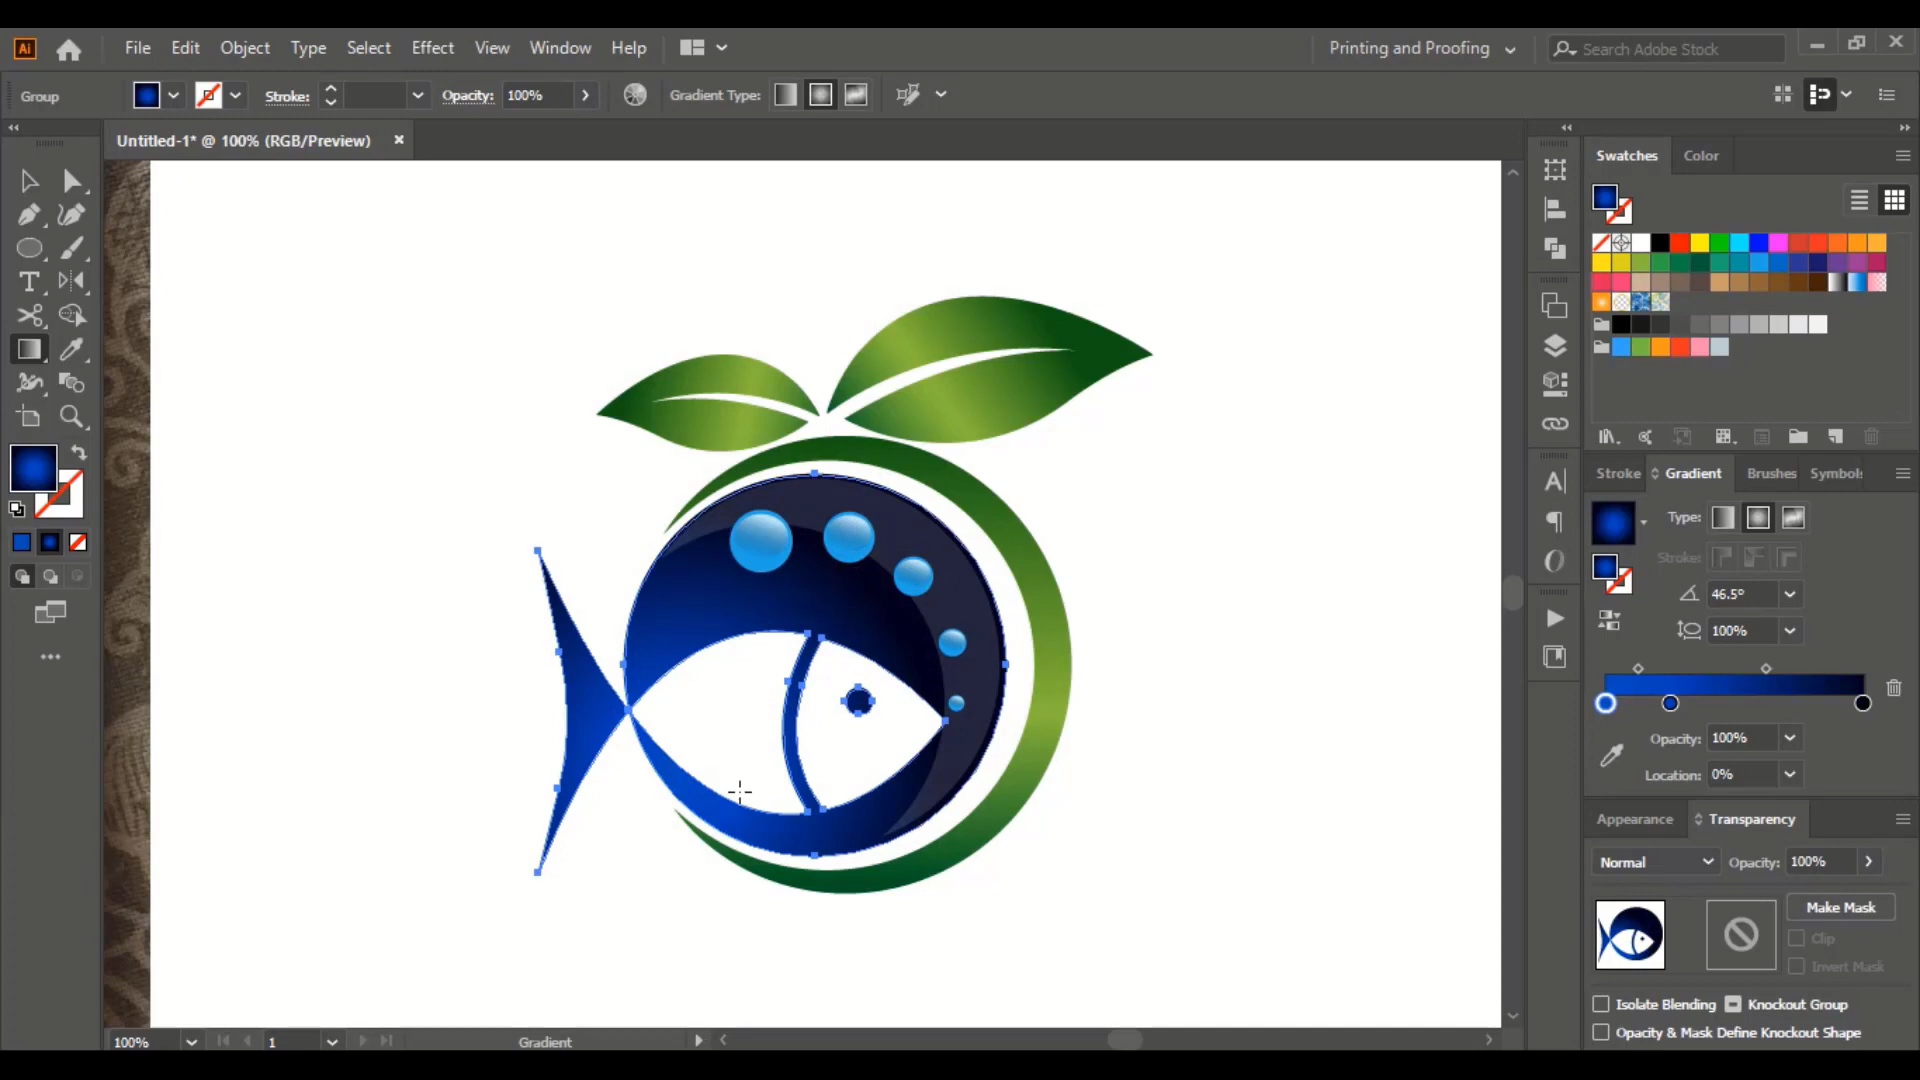 Ai File Edit Object Type Select Effect View Window Help Printing and Proofing Search Adobe Stock
Group Stroke: Opacity: 100% Gradient Type:
Untitled-1* @ 100% (RGB/Preview)
Swatches Color
Stroke Gradient Brushes Symbol
Type:
Stroke:
46.5°
100%
Opacity: 100%
Location: 0%
Appearance Transparency
Normal Opacity: 100%
Make Mask
Clip
Invert Mask
Isolate Blending Knockout Group
Opacity & Mask Define Knockout Shape
100% 1 Gradient